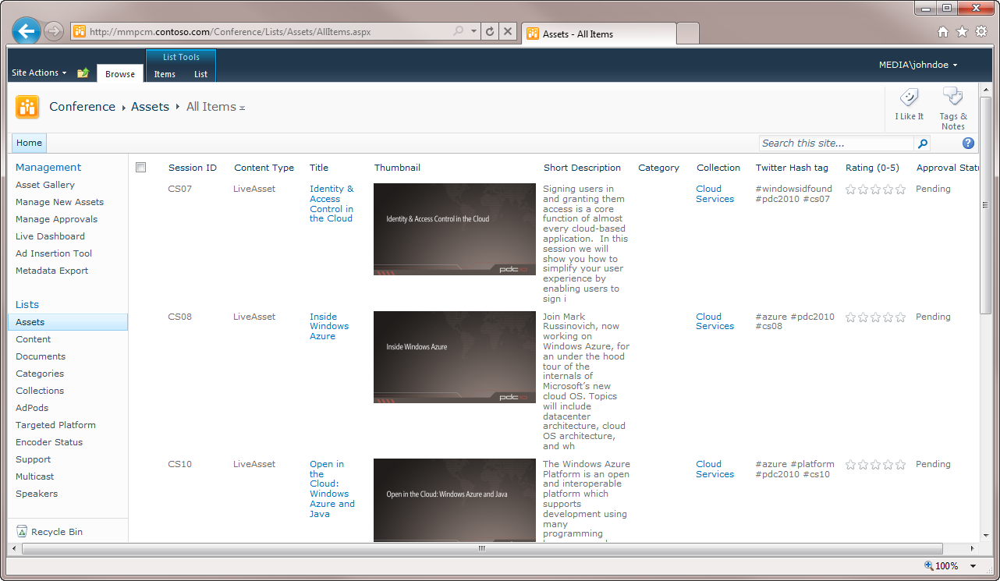 http://mmpcm.contoso.com/Conference/Lists/Assets/AllItems.aspx
Assets - All Items
List Tools
Site Actions
Browse
Items
List
MEDIA\johndoe
Conference
Assets
All Items
I Like It
Tags &
Notes
Home
Search this site...
Management
Asset Gallery
Manage New Assets
Manage Approvals
Live Dashboard
Ad Insertion Tool
Metadata Export
Lists
Assets
Content
Documents
Categories
Collections
AdPods
Targeted Platform
Encoder Status
Support
Multicast
Speakers
Recycle Bin
Session ID
Content Type
Title
Thumbnail
Short Description
Category
Collection
Twitter Hash tag
Rating (0-5)
Approval Statu
CS07
LiveAsset
Identity &
Access
Control in
the Cloud
Identity & Access Control in the Cloud
pdc10
Signing users in
and granting them
access is a core
function of almost
every cloud-based
application. In this
session we will
show you how to
simplify your user
experience by
enabling users to
sign i
Cloud
Services
#windowsidfound
#pdc2010 #cs07
Pending
CS08
LiveAsset
Inside
Windows
Azure
Inside Windows Azure
pdc10
Join Mark
Russinovich, now
working on
Windows Azure, for
an under the hood
tour of the
internals of
Microsoft’s new
cloud OS. Topics
will include
datacenter
architecture, cloud
OS architecture,
and wh
Cloud
Services
#azure #pdc2010
#cs08
Pending
CS10
LiveAsset
Open in
the
Cloud:
Windows
Azure and
Java
Open in the Cloud: Windows Azure and Java
The Windows Azure
Platform is an open
and interoperable
platform which
supports
development using
many
programming
Cloud
Services
#azure #platform
#pdc2010 #cs10
Pending
100%